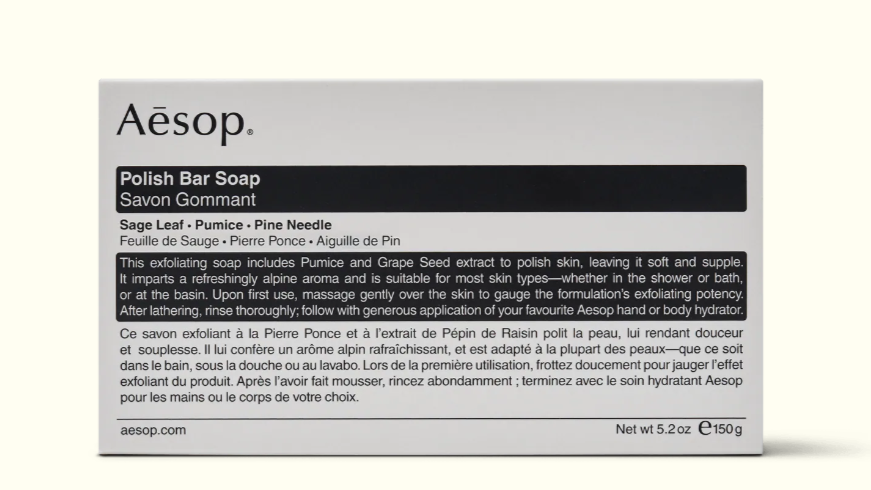 Aēsop.®
Polish Bar Soap
Savon Gommant
Sage Leaf • Pumice • Pine Needle
Feuille de Sauge • Pierre Ponce • Aiguille de Pin
This exfoliating soap includes Pumice and Grape Seed extract to polish skin, leaving it soft and supple.
It imparts a refreshingly alpine aroma and is suitable for most skin types—whether in the shower or bath,
or at the basin. Upon first use, massage gently over the skin to gauge the formulation's exfoliating potency.
After lathering, rinse thoroughly; follow with generous application of your favourite Aesop hand or body hydrator.
Ce savon exfoliant à la Pierre Ponce et à l'extrait de Pépin de Raisin polit la peau, lui rendant douceur
et souplesse. Il lui confère un arôme alpin rafraîchissant, et est adapté à la plupart des peaux—que ce soit
dans le bain, sous la douche ou au lavabo. Lors de la première utilisation, frottez doucement pour jauger l'effet
exfoliant du produit. Après l'avoir fait mousser, rincez abondamment ; terminez avec le soin hydratant Aesop
pour les mains ou le corps de votre choix.
aesop.com Net wt 5.2 oz ℮150 g